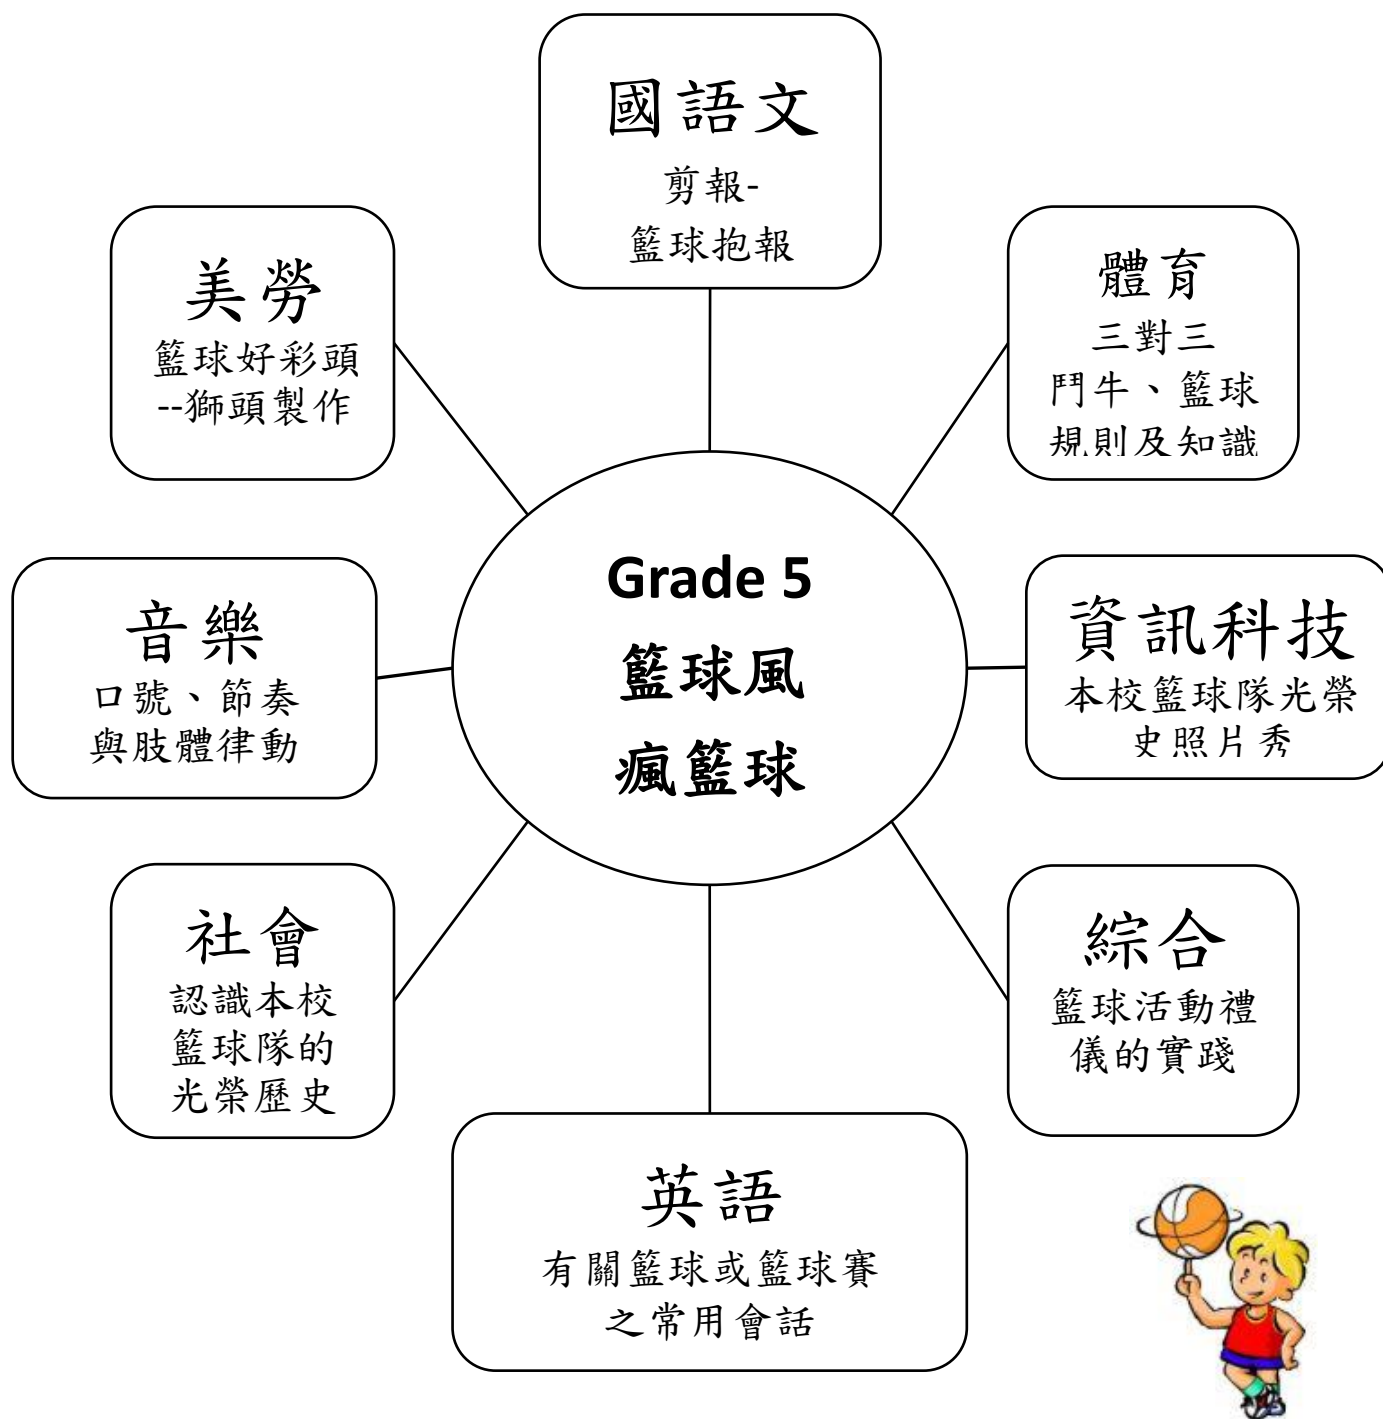 國語文
剪報-
籃球抱報
美勞
籃球好彩頭
--獅頭製作
體育
三對三
鬥牛、籃球
規則及知識
Grade 5
籃球風
瘋籃球
音樂
口號、節奏
與肢體律動
資訊科技
本校籃球隊光榮
史照片秀
社會
認識本校
籃球隊的
光榮歷史
綜合
籃球活動禮
儀的實踐
英語
有關籃球或籃球賽
之常用會話